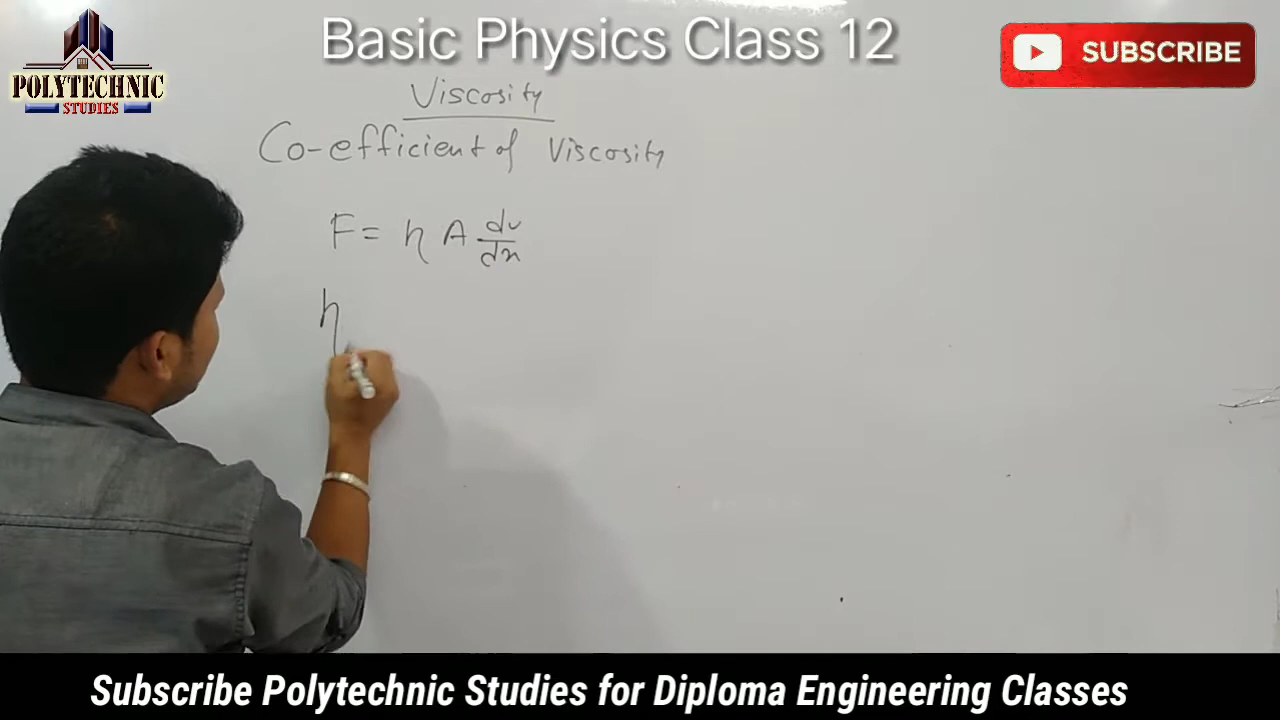 Basic Physics Class 12
POLYTECHNIC
STUDIES
SUBSCRIBE
Viscosity
Co-efficient of Viscosity
F = η A dv/dx
η
Subscribe Polytechnic Studies for Diploma Engineering Classes